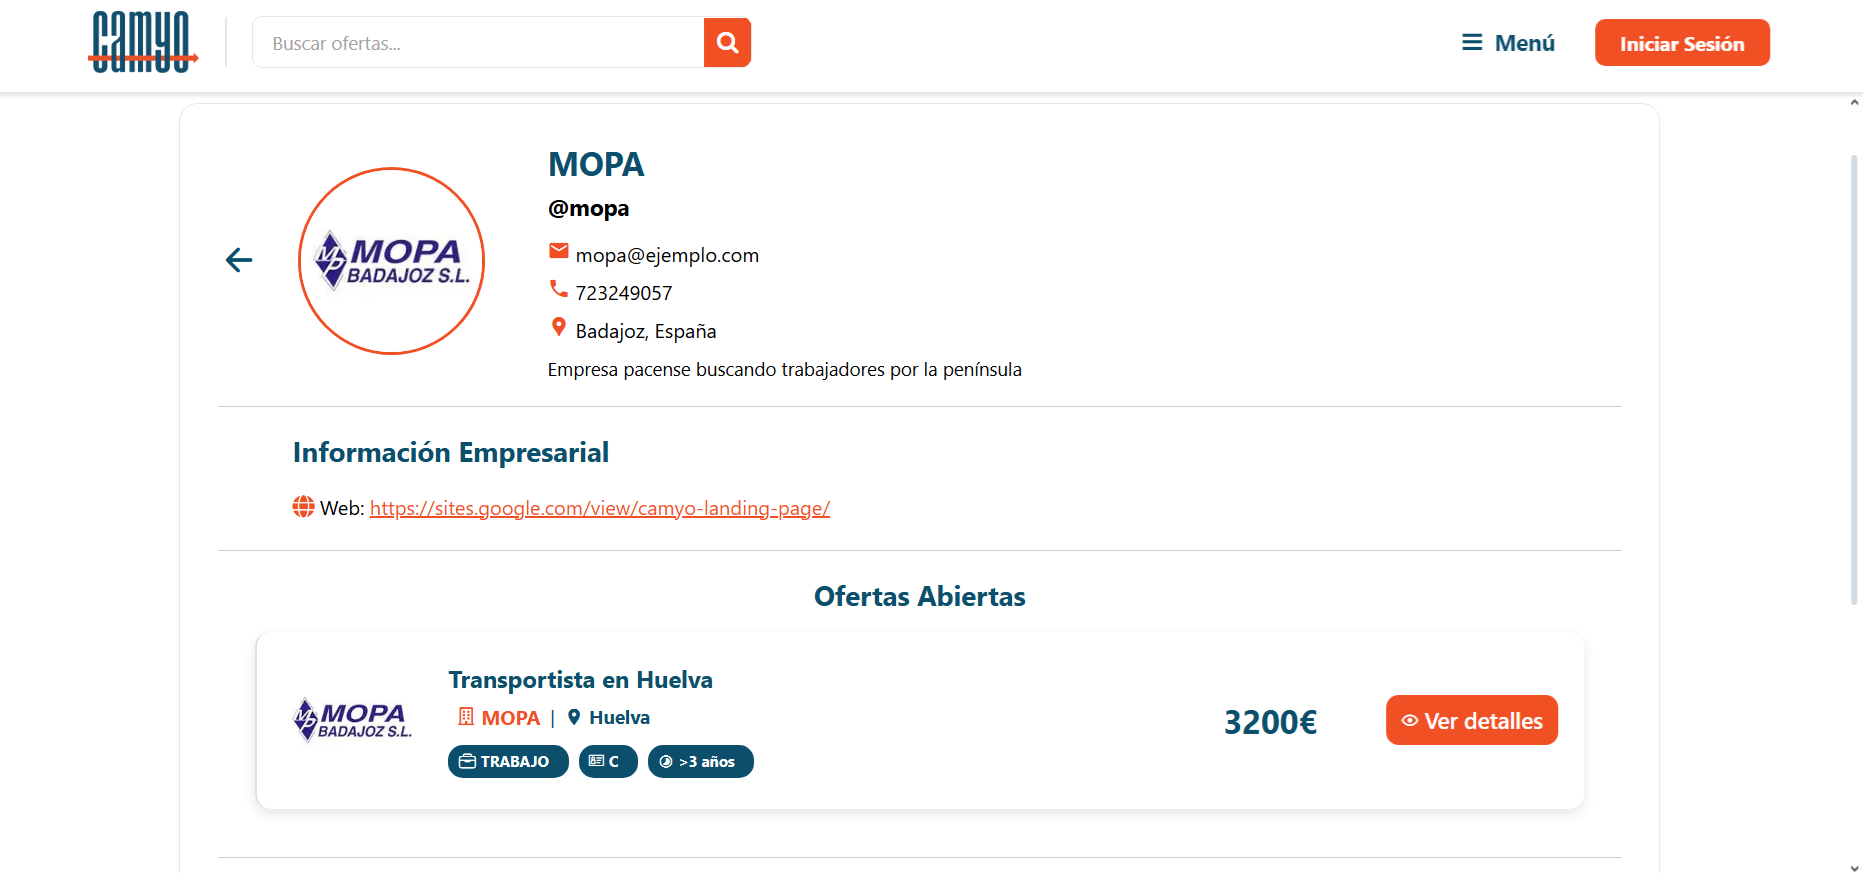 camyo
Buscar ofertas...
Menú
Iniciar Sesión
MOPA
BADAJOZ S.L.
MOPA
@mopa
mopa@ejemplo.com
723249057
Badajoz, España
Empresa pacense buscando trabajadores por la península
Información Empresarial
Web: https://sites.google.com/view/camyo-landing-page/
Ofertas Abiertas
MOPA
BADAJOZ S.L.
Transportista en Huelva
MOPA | Huelva
TRABAJO C >3 años
3200€
Ver detalles